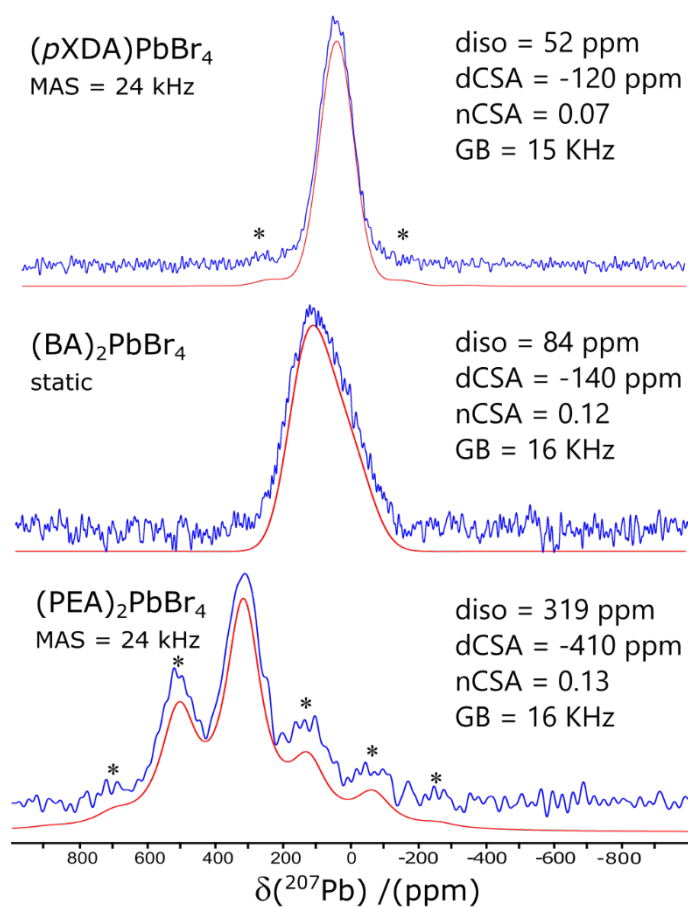 (pXDA)PbBr₄
MAS = 24 kHz
diso = 52 ppm
dCSA = -120 ppm
nCSA = 0.07
GB = 15 KHz
* *
(BA)₂PbBr₄
static
diso = 84 ppm
dCSA = -140 ppm
nCSA = 0.12
GB = 16 KHz
(PEA)₂PbBr₄
MAS = 24 kHz
diso = 319 ppm
dCSA = -410 ppm
nCSA = 0.13
GB = 16 KHz
* * * * *
800 600 400 200 0 -200 -400 -600 -800
δ(²⁰⁷Pb) /(ppm)